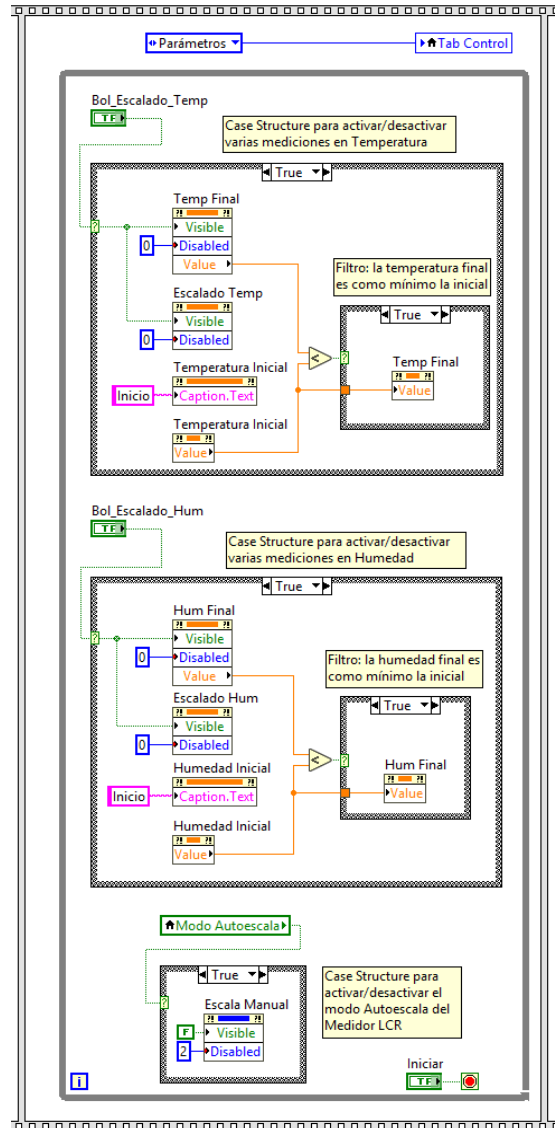 Parámetros
Tab Control
Bol_Escalado_Temp
TF
Case Structure para activar/desactivar
varias mediciones en Temperatura
True
Temp Final
Visible
0
Disabled
Value
Filtro: la temperatura final
es como mínimo la inicial
Escalado Temp
Visible
0
Disabled
True
Temp Final
Value
<
?
?
Temperatura Inicial
Inicio
Caption.Text
Temperatura Inicial
Value
Bol_Escalado_Hum
TF
Case Structure para activar/desactivar
varias mediciones en Humedad
True
Hum Final
?
Visible
0
Disabled
Value
Filtro: la humedad final es
como mínimo la inicial
Escalado Hum
Visible
0
Disabled
True
<
?
Hum Final
Value
Humedad Inicial
Inicio
Caption.Text
Humedad Inicial
Value
Modo Autoescala
True
?
Escala Manual
F
Visible
2
Disabled
Case Structure para
activar/desactivar el
modo Autoescala del
Medidor LCR
Iniciar
TF
i